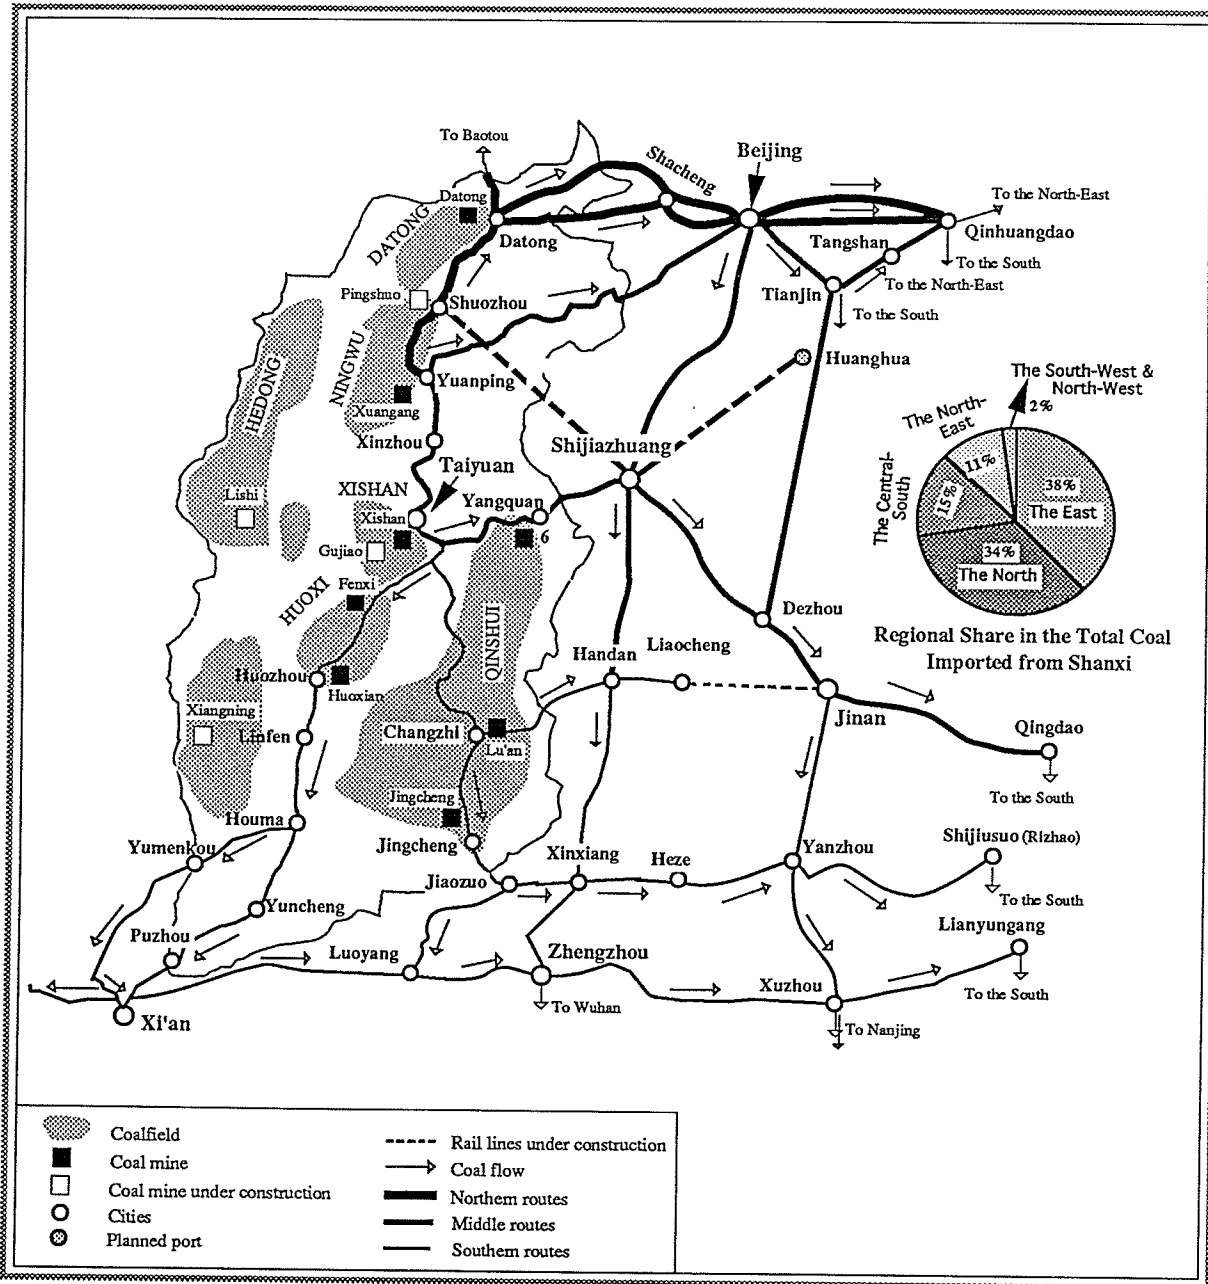 To Baotou
Shacheng
Beijing
Datong
DATONG
Datong
To the North-East
Qinhuangdao
Tangshan
To the South
Pingshuo
Shuozhou
Tianjin
To the North-East
To the South
HEDONG
NINGWU
Huanghua
Yuanping
Xuangang
Xinzhou
Shijiazhuang
The South-West &
North-West
2%
The North-
East
11%
38%
The East
The Central-
South
15%
34%
The North
Regional Share in the Total Coal
Imported from Shanxi
Taiyuan
XISHAN
Yangquan
Lishi
Xishan
6
Gujiao
Fenxi
HUOXI
QINSHUI
Dezhou
Handan
Liaocheng
Huozhou
Huoxian
Jinan
Xiangning
Linfen
Changzhi
Lu'an
Qingdao
To the South
Jingcheng
Houma
Yumenkou
Jingcheng
Xinxiang
Heze
Yanzhou
Shijiusuo (Rizhao)
Jiaozuo
To the South
Yuncheng
Puzhou
Luoyang
Zhengzhou
Lianyungang
Xuzhou
To the South
To Wuhan
Xi'an
To Nanjing
Coalfield
Coal mine
Coal mine under construction
Cities
Planned port
Rail lines under construction
Coal flow
Northern routes
Middle routes
Southern routes